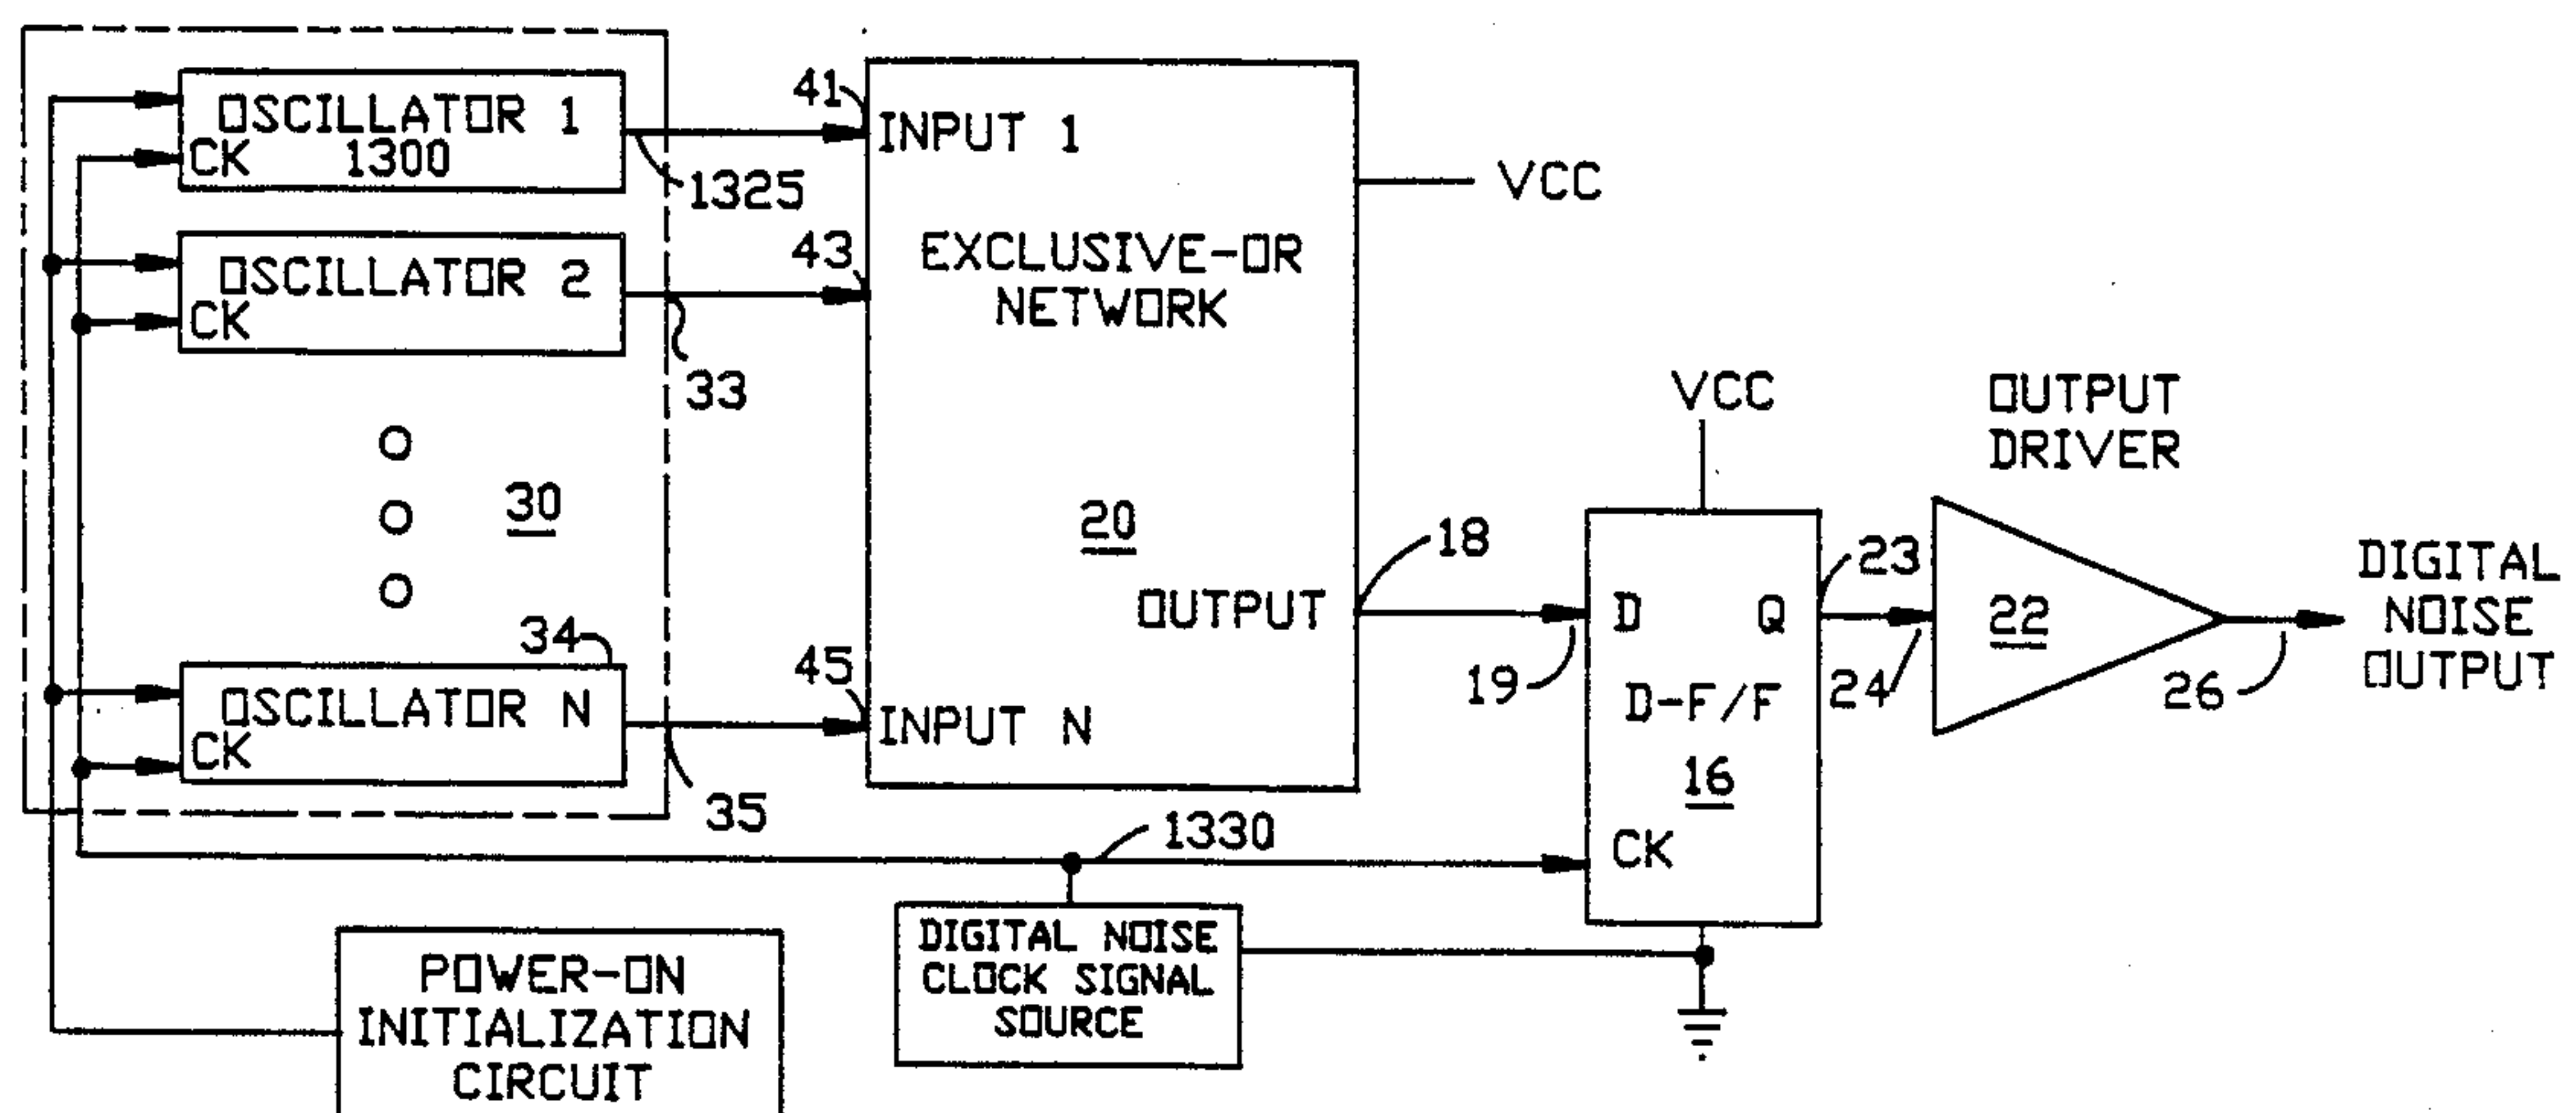 OSCILLATOR 1
CK 1300
1325
OSCILLATOR 2
CK
33
30
34
OSCILLATOR N
CK
35
41
INPUT 1
43
EXCLUSIVE-OR
NETWORK
20
OUTPUT
45
INPUT N
VCC
18
19
VCC
D Q
D-F/F
16
CK
23
24
OUTPUT
DRIVER
22
26
DIGITAL
NOISE
OUTPUT
1330
DIGITAL NOISE
CLOCK SIGNAL
SOURCE
POWER-ON
INITIALIZATION
CIRCUIT